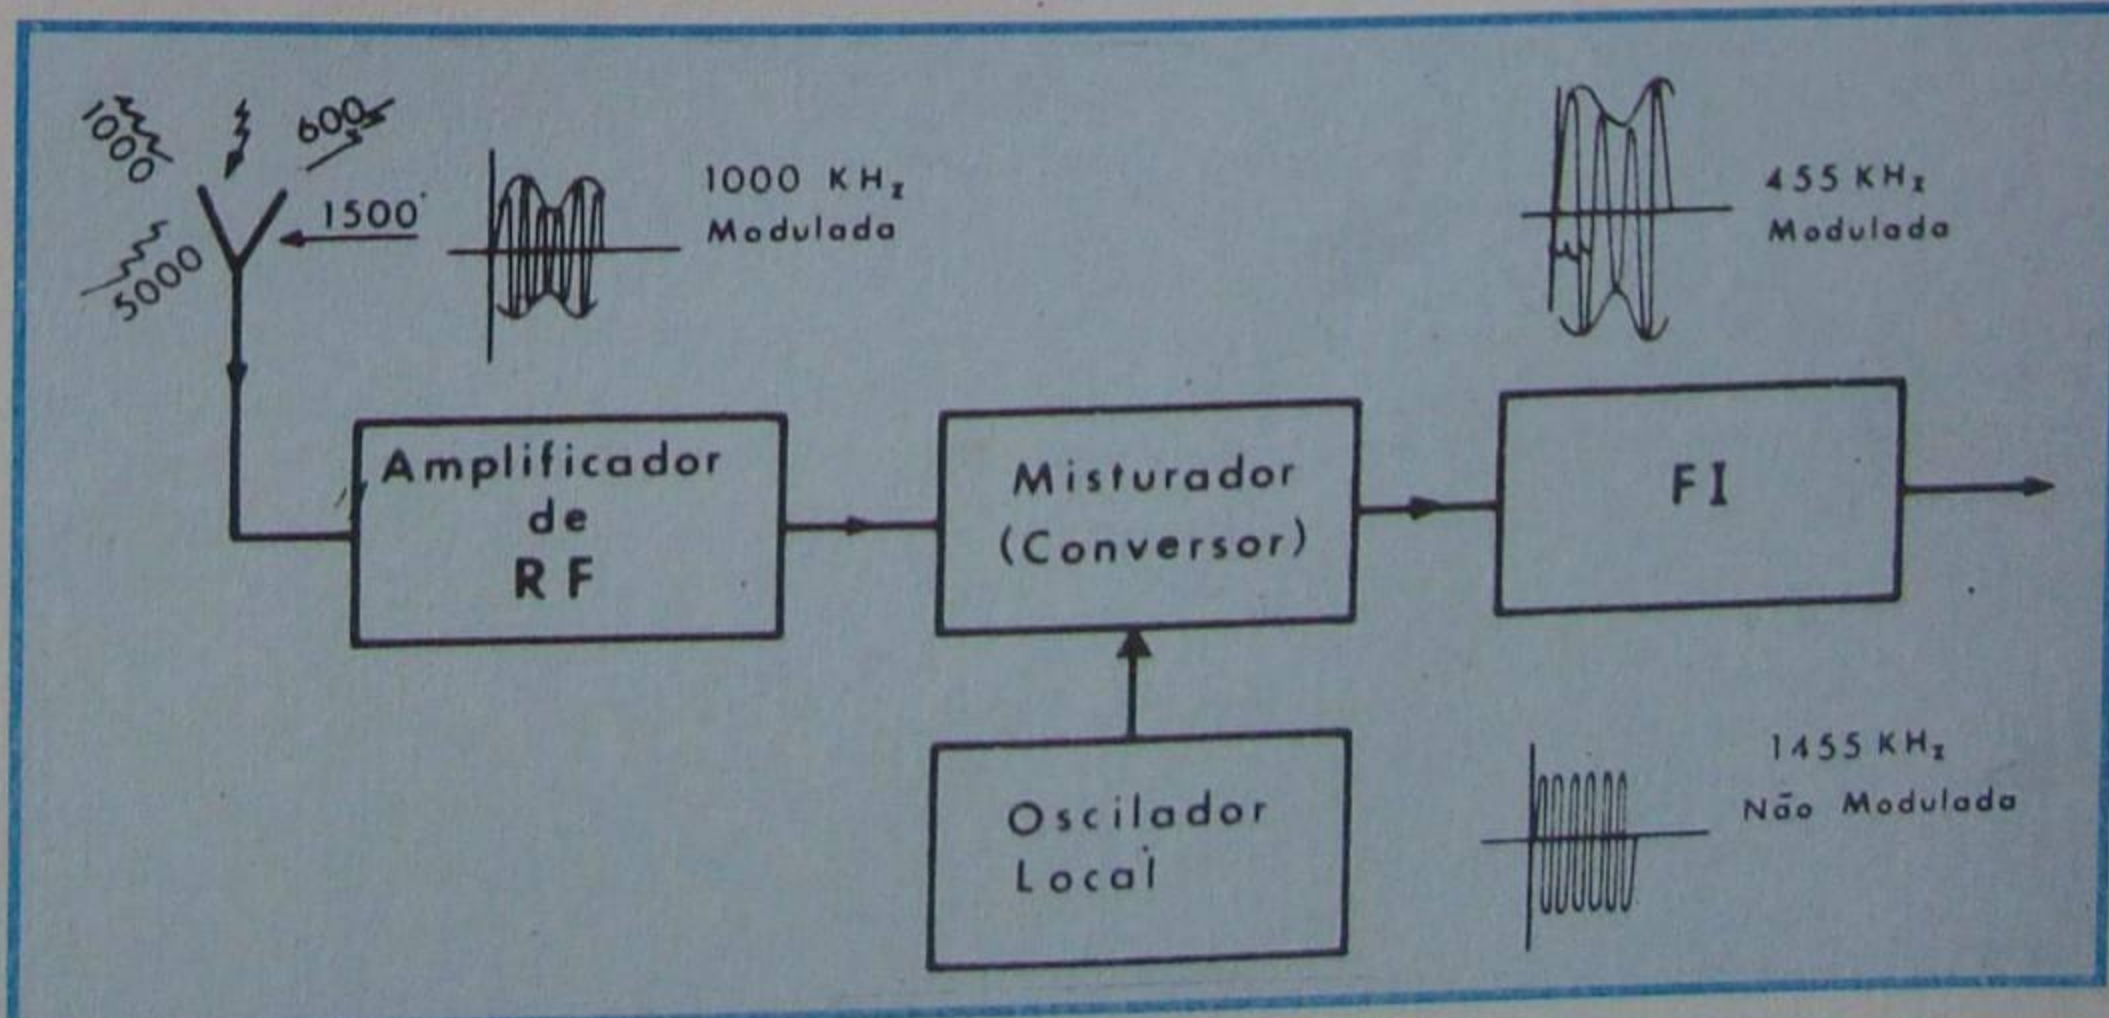 1000
600
1500
5000
1000 KHz
Modulada
455 KHz
Modulada
Amplificador
de
RF
Misturador
(Conversor)
FI
Oscilador
Local
1455 KHz
Não Modulada